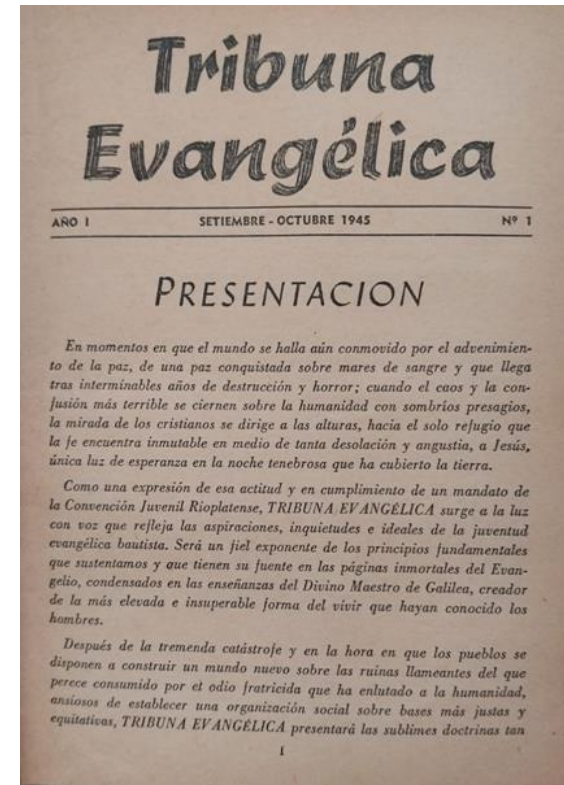 Tribuna
Evangélica
AÑO I SETIEMBRE - OCTUBRE 1945 Nº 1
PRESENTACION
En momentos en que el mundo se halla aún conmovido por el advenimien-
to de la paz, de una paz conquistada sobre mares de sangre y que llega
tras interminables años de destrucción y horror; cuando el caos y la con-
fusión más terrible se ciernen sobre la humanidad con sombríos presagios,
la mirada de los cristianos se dirige a las alturas, hacia el solo refugio que
la fe encuentra inmutable en medio de tanta desolación y angustia, a Jesús,
única luz de esperanza en la noche tenebrosa que ha cubierto la tierra.
Como una expresión de esa actitud y en cumplimiento de un mandato de
la Convención Juvenil Rioplatense, TRIBUNA EVANGÉLICA surge a la luz
con voz que refleja las aspiraciones, inquietudes e ideales de la juventud
evangélica bautista. Será un fiel exponente de los principios fundamentales
que sustentamos y que tienen su fuente en las páginas inmortales del Evan-
gelio, condensados en las enseñanzas del Divino Maestro de Galilea, creador
de la más elevada e insuperable forma del vivir que hayan conocido los
hombres.
Después de la tremenda catástrofe y en la hora en que los pueblos se
disponen a construir un mundo nuevo sobre las ruinas llameantes del que
perece consumido por el odio fratricida que ha enlutado a la humanidad,
ansiosos de establecer una organización social sobre bases más justas y
equitativas, TRIBUNA EVANGÉLICA presentará las sublimes doctrinas tan
1